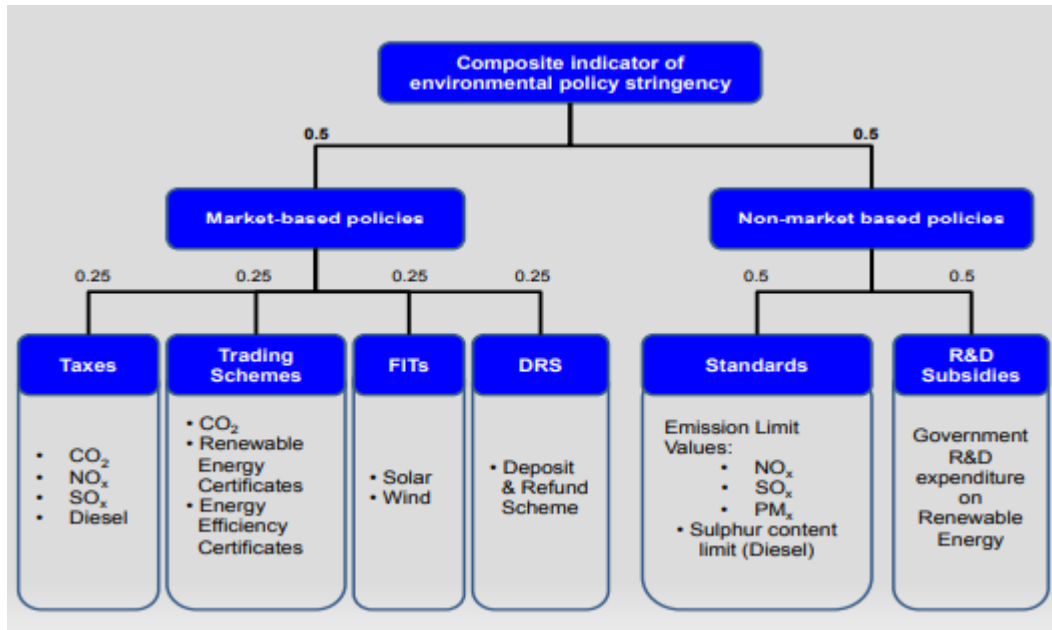 Composite indicator of
environmental policy stringency
0.5
0.5
Market-based policies
Non-market based policies
0.25
0.25
0.25
0.25
0.5
0.5
Taxes
Trading
Schemes
FITs
DRS
Standards
R&D
Subsidies
• CO₂
• NOₓ
• SOₓ
• Diesel
• CO₂
• Renewable
Energy
Certificates
• Energy
Efficiency
Certificates
• Solar
• Wind
• Deposit
& Refund
Scheme
Emission Limit
Values:
• NOₓ
• SOₓ
• PMₓ
• Sulphur content
limit (Diesel)
Government
R&D
expenditure
on
Renewable
Energy